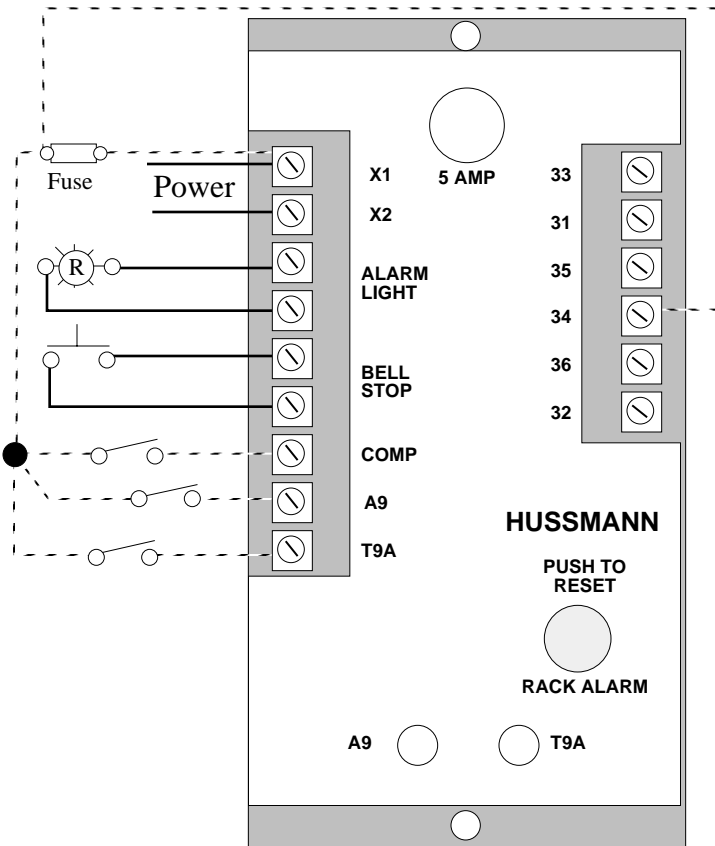 X1
5 AMP
33
Fuse
Power
X2
31
R
ALARM
LIGHT
35
34
BELL
STOP
36
32
COMP
A9
HUSSMANN
T9A
PUSH TO
RESET
RACK ALARM
A9
T9A